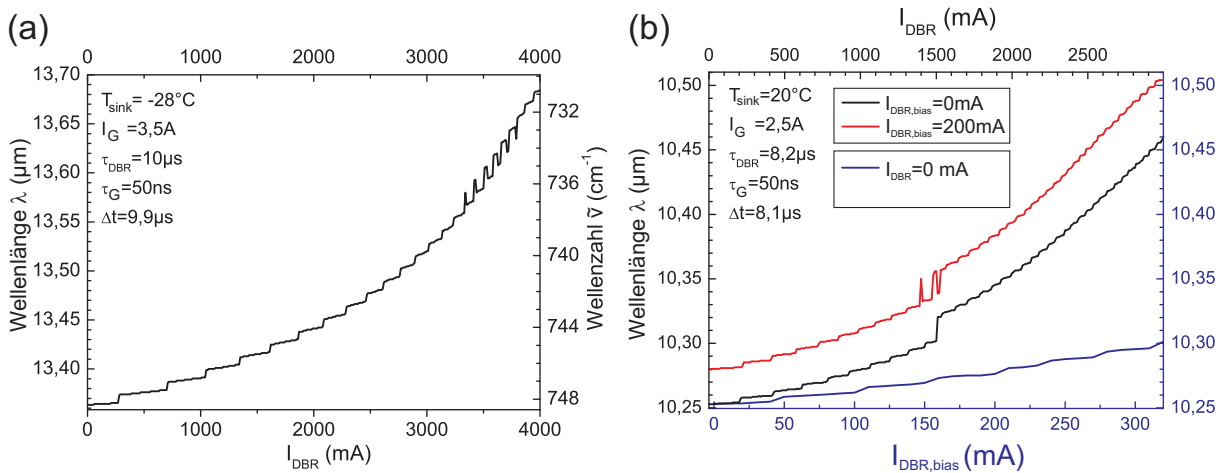 (a)
0 1000 2000 3000 4000
13,70
13,65
13,60
13,55
13,50
13,45
13,40
Wellenlänge λ (µm)
T_sink= -28°C
I_G =3,5A
τ_DBR=10µs
τ_G=50ns
Δt=9,9µs
732
736
740
744
748
Wellenzahl ṽ (cm⁻¹)
0 1000 2000 3000 4000
I_DBR (mA)
(b)
I_DBR (mA)
0 500 1000 1500 2000 2500
10,50
10,45
10,40
10,35
10,30
10,25
Wellenlänge λ (µm)
T_sink=20°C
I_G =2,5A
τ_DBR=8,2µs
τ_G=50ns
Δt=8,1µs
I_DBR,bias=0mA
I_DBR,bias=200mA
I_DBR=0 mA
10,50
10,45
10,40
10,35
10,30
10,25
0 50 100 150 200 250 300
I_DBR,bias (mA)